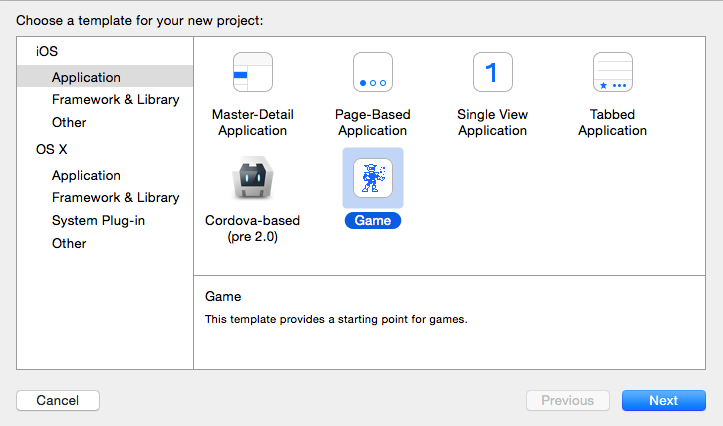 Choose a template for your new project:
iOS
Application
Framework & Library
Other
OS X
Application
Framework & Library
System Plug-in
Other
Master-Detail
Application
Page-Based
Application
1
Single View
Application
Tabbed
Application
Cordova-based
(pre 2.0)
Game
Game
This template provides a starting point for games.
Cancel
Previous
Next